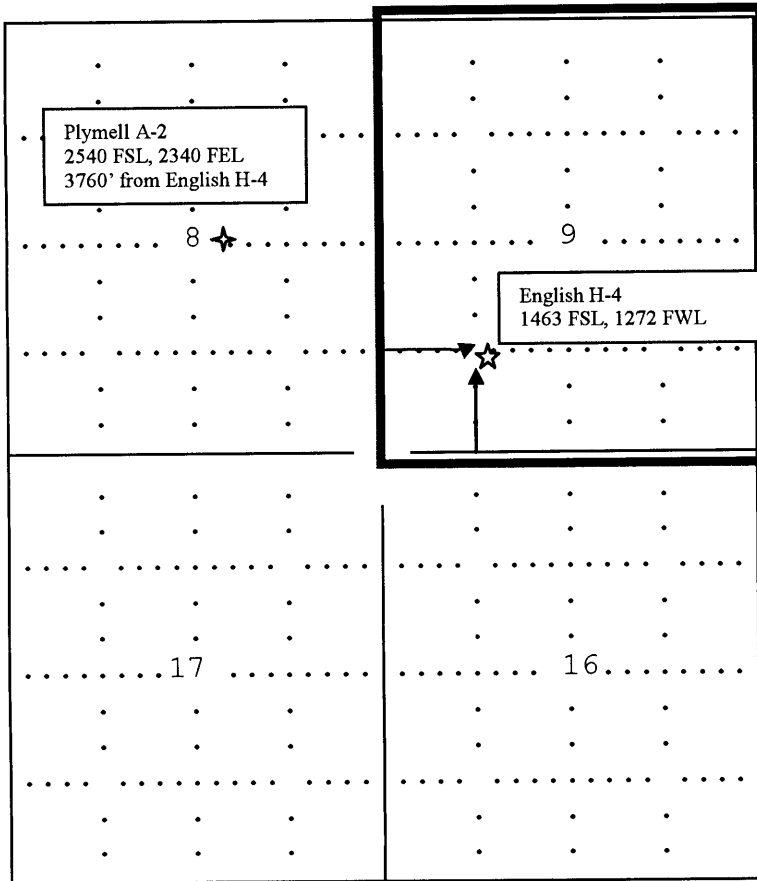 Plymell A-2
2540 FSL, 2340 FEL
3760' from English H-4
8
9
English H-4
1463 FSL, 1272 FWL
17
16